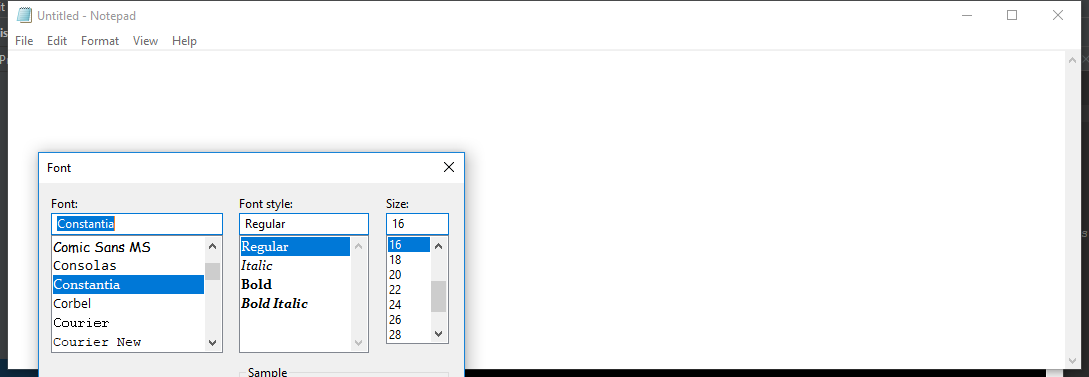 Untitled - Notepad
File Edit Format View Help
Font
Font: Font style: Size:
Constantia Regular 16
Comic Sans MS Regular 16
Consolas Italic 18
Constantia Bold 20
Corbel Bold Italic 22
Courier 24
Courier New 26
28
Sample